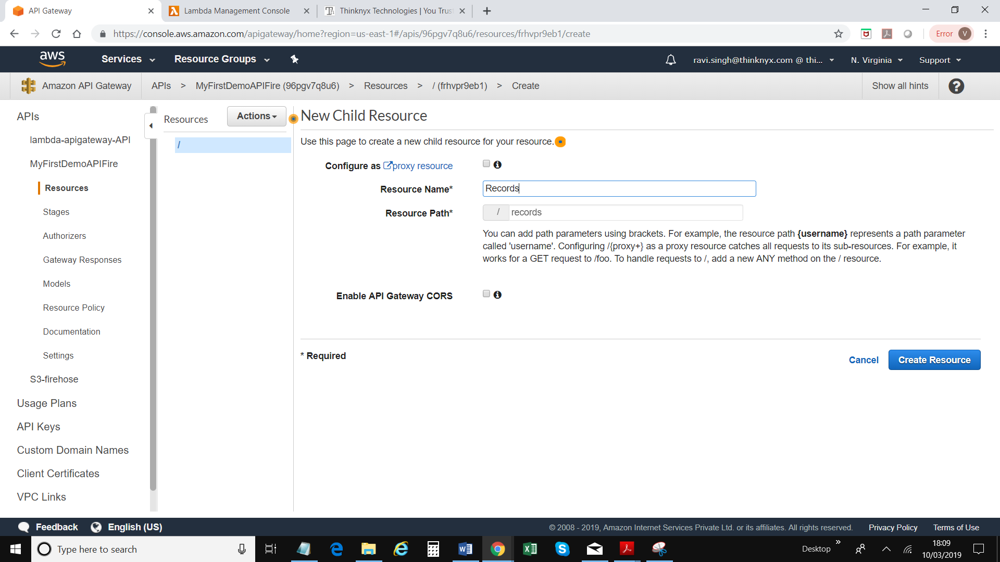 API Gateway
Lambda Management Console
Thinknyx Technologies | You Trus
https://console.aws.amazon.com/apigateway/home?region=us-east-1#/apis/96pgv7q8u6/resources/frhvpr9eb1/create
Error V
aws Services Resource Groups ravi.singh@thinknyx.com @ thi... N. Virginia Support
Amazon API Gateway APIs > MyFirstDemoAPIFire (96pgv7q8u6) > Resources > / (frhvpr9eb1) > Create Show all hints ?
APIs
lambda-apigateway-API
MyFirstDemoAPIFire
Resources
Stages
Authorizers
Gateway Responses
Models
Resource Policy
Documentation
Settings
S3-firehose
Usage Plans
API Keys
Custom Domain Names
Client Certificates
VPC Links
Resources Actions
/
New Child Resource
Use this page to create a new child resource for your resource.
Configure as proxy resource
Resource Name* Records
Resource Path* / records
You can add path parameters using brackets. For example, the resource path {username} represents a path parameter
called 'username'. Configuring /{proxy+} as a proxy resource catches all requests to its sub-resources. For example, it
works for a GET request to /foo. To handle requests to /, add a new ANY method on the / resource.
Enable API Gateway CORS
* Required
Cancel Create Resource
Feedback English (US) © 2008 - 2019, Amazon Internet Services Private Ltd. or its affiliates. All rights reserved. Privacy Policy Terms of Use
Type here to search
Desktop
18:09
10/03/2019